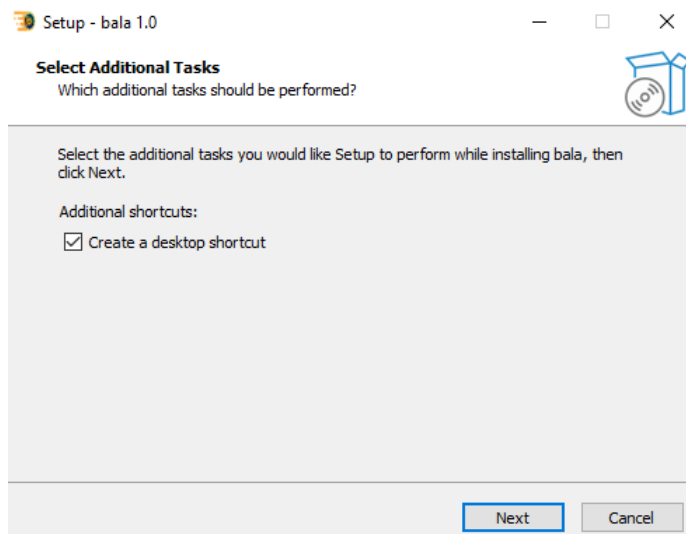 Setup - bala 1.0
Select Additional Tasks
Which additional tasks should be performed?
Select the additional tasks you would like Setup to perform while installing bala, then
click Next.
Additional shortcuts:
Create a desktop shortcut
Next
Cancel